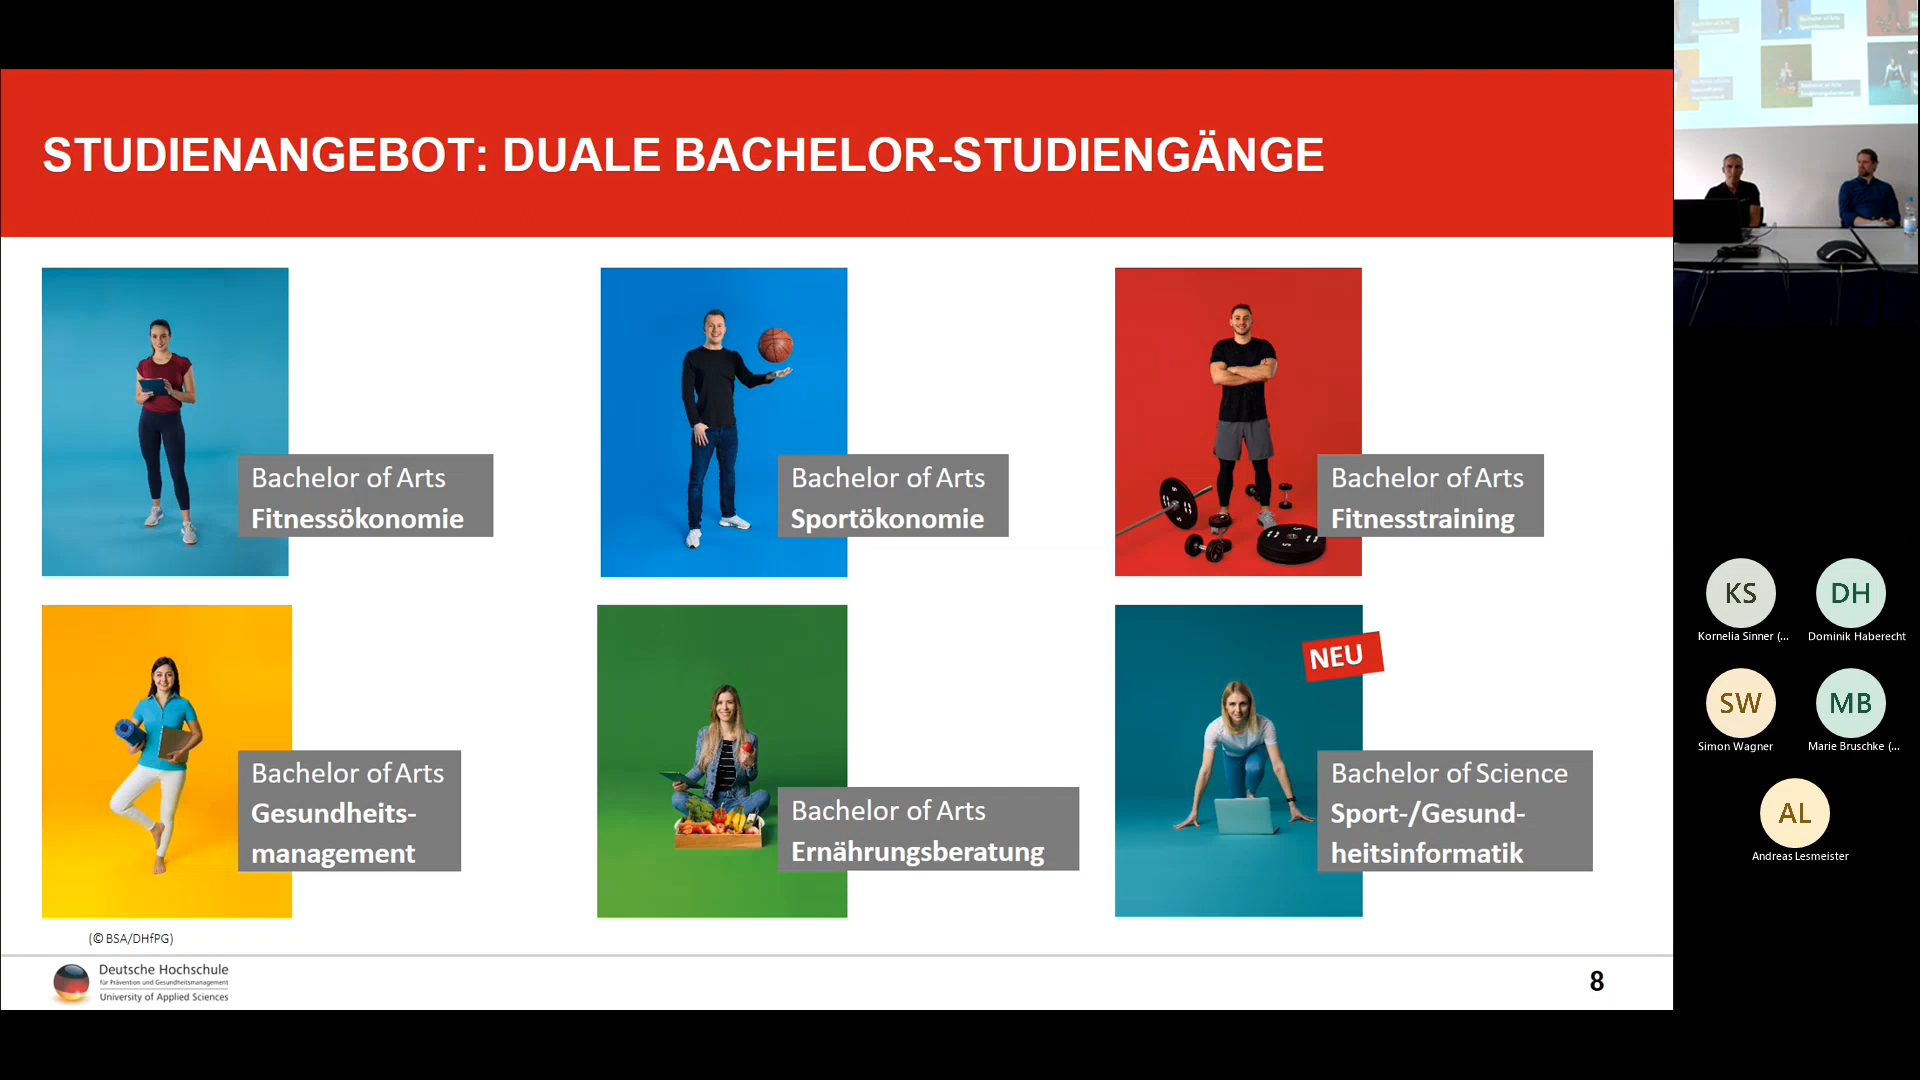 STUDIENANGEBOT: DUALE BACHELOR-STUDIENGÄNGE
Bachelor of Arts
Fitnessökonomie
Bachelor of Arts
Sportökonomie
Bachelor of Arts
Fitnesstraining
Bachelor of Arts
Gesundheits-
management
Bachelor of Arts
Ernährungsberatung
NEU
Bachelor of Science
Sport-/Gesund-
heitsinformatik
(© BSA/DHfPG)
Deutsche Hochschule
für Prävention und Gesundheitsmanagement
University of Applied Sciences
8
KS
Kornelia Sinner (...
DH
Dominik Haberecht
SW
Simon Wagner
MB
Marie Bruschke (...
AL
Andreas Lesmeister